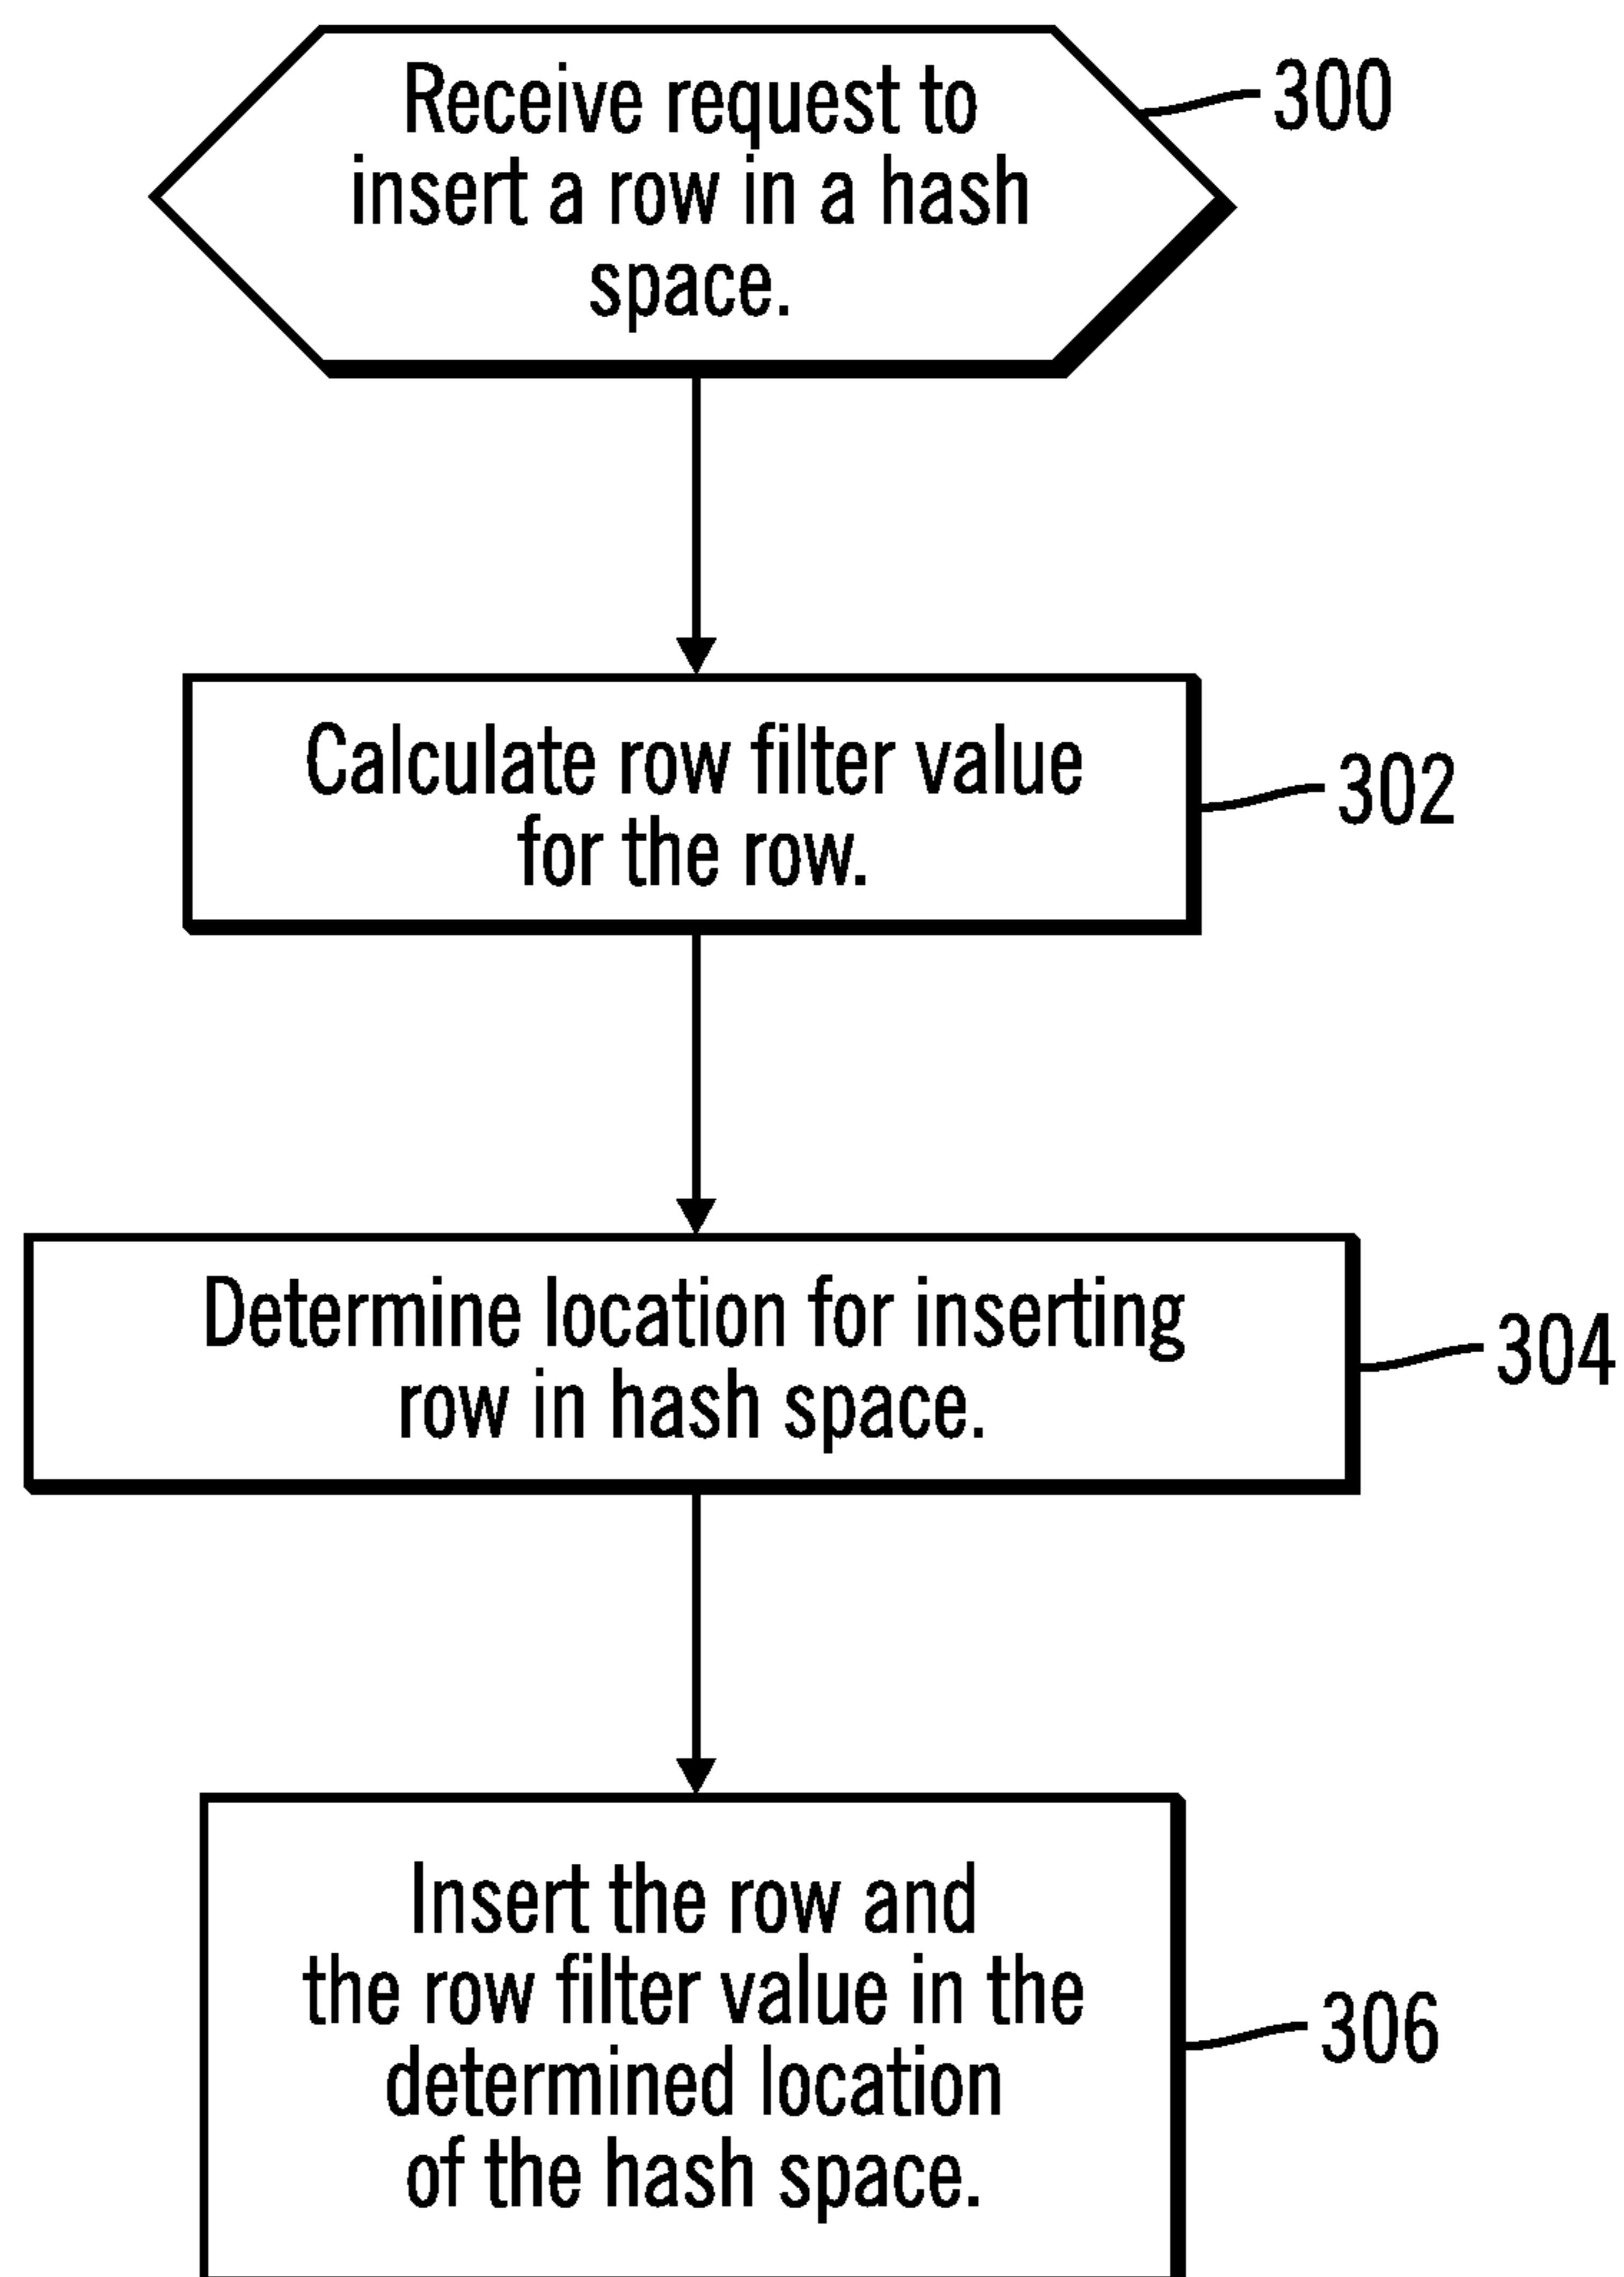 Receive request to
insert a row in a hash
space.
300
Calculate row filter value
for the row.
302
Determine location for inserting
row in hash space.
304
Insert the row and
the row filter value in the
determined location
of the hash space.
306